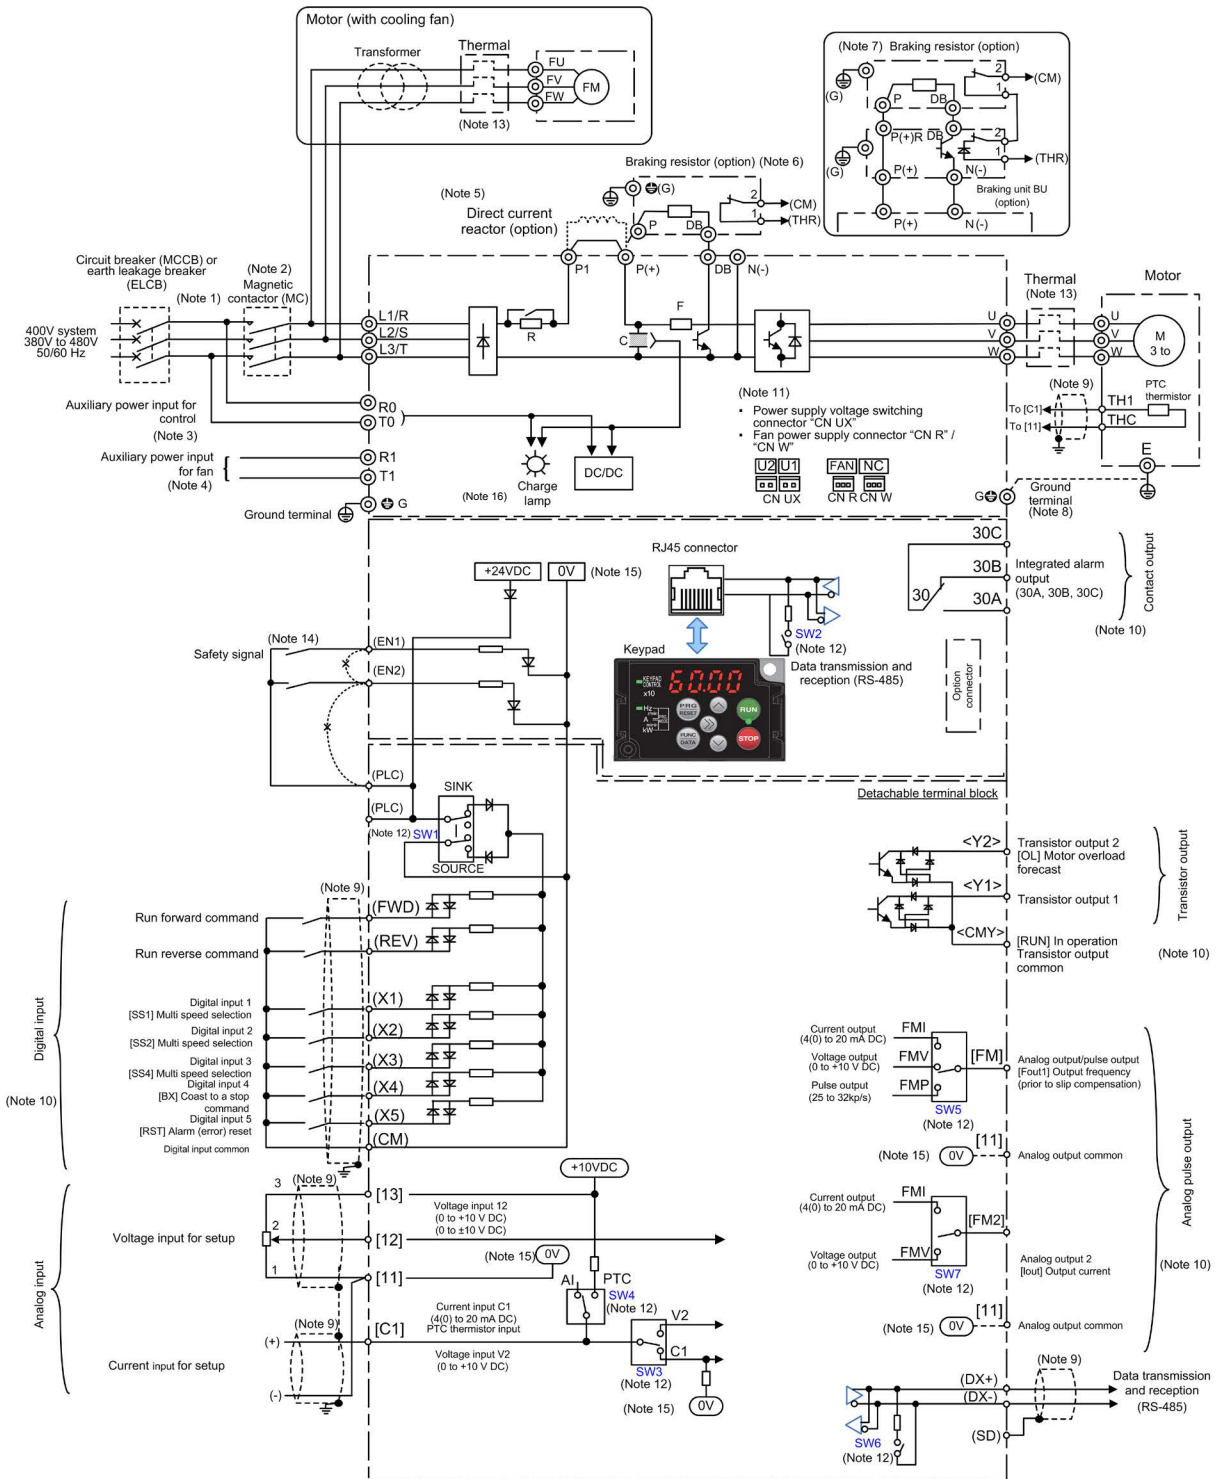 Motor (with cooling fan)
Transformer
Thermal
FU
FV
FW
FM
(Note 13)
(Note 7) Braking resistor (option)
(G)
P
DB
2
1
(CM)
P(+)R
DB
2
1
(THR)
(G)
P(+)
N(-)
Braking unit BU
(option)
P(+)
N(-)
Braking resistor (option) (Note 6)
(G)
P
DB
2
1
(CM)
(THR)
(Note 5)
Direct current
reactor (option)
P1
P(+)
DB
N(-)
Circuit breaker (MCCB) or
earth leakage breaker
(ELCB)
(Note 1)
(Note 2)
Magnetic
contactor (MC)
400V system
380V to 480V
50/60 Hz
L1/R
L2/S
L3/T
R
C
F
U
V
W
Thermal
(Note 13)
Motor
U
V
W
M
3 to
(Note 9)
To [C1]
To [11]
TH1
THC
PTC
thermistor
E
Auxiliary power input for
control
(Note 3)
R0
T0
Auxiliary power input
for fan
(Note 4)
R1
T1
Ground terminal
G
Charge
lamp
DC/DC
(Note 16)
(Note 11)
• Power supply voltage switching
connector “CN UX”
• Fan power supply connector “CN R” /
“CN W”
U2 U1
CN UX
FAN
NC
CN R
CN W
G
Ground
terminal
(Note 8)
30C
30B
30
30A
Integrated alarm
output
(30A, 30B, 30C)
Contact output
(Note 10)
RJ45 connector
+24VDC
0V
(Note 15)
SW2
(Note 12)
Data transmission and
reception (RS-485)
Keypad
KEYPAD
CONTROL
x10
Hz
A
kW
60.00
PRG
RESET
RUN
FUNC
DATA
STOP
Option
connector
Safety signal
(Note 14)
(EN1)
(EN2)
(PLC)
(PLC)
(Note 12)
SW1
SINK
SOURCE
Detachable terminal block
<Y2>
Transistor output 2
[OL] Motor overload
forecast
<Y1>
Transistor output 1
<CMY>
[RUN] In operation
Transistor output
common
Transistor output
(Note 10)
Digital input
(Note 10)
(Note 9)
Run forward command
(FWD)
Run reverse command
(REV)
Digital input 1
[SS1] Multi speed selection
(X1)
Digital input 2
[SS2] Multi speed selection
(X2)
Digital input 3
[SS4] Multi speed selection
(X3)
Digital input 4
[BX] Coast to a stop
command
(X4)
Digital input 5
[RST] Alarm (error) reset
(X5)
Digital input common
(CM)
Current output
(4(0) to 20 mA DC)
FMI
Voltage output
(0 to +10 V DC)
FMV
Pulse output
(25 to 32kp/s)
FMP
[FM]
SW5
(Note 12)
Analog output/pulse output
[Fout1] Output frequency
(prior to slip compensation)
(Note 15)
0V
[11]
Analog output common
Current output
(4(0) to 20 mA DC)
FMI
[FM2]
Voltage output
(0 to +10 V DC)
FMV
SW7
(Note 12)
Analog output 2
[Iout] Output current
(Note 15)
0V
[11]
Analog output common
Analog pulse output
(Note 10)
Analog input
3
(Note 9)
[13]
+10VDC
Voltage input 12
(0 to +10 V DC)
(0 to ±10 V DC)
Voltage input for setup
2
[12]
1
[11]
(Note 15)
0V
AI
PTC
SW4
(Note 12)
(Note 9)
[C1]
Current input C1
(4(0) to 20 mA DC)
PTC thermistor input
Voltage input V2
(0 to +10 V DC)
(+)
Current input for setup
(-)
V2
C1
SW3
(Note 12)
(Note 15)
0V
(Note 9)
(DX+)
(DX-)
(SD)
SW6
(Note 12)
Data transmission
and reception
(RS-485)